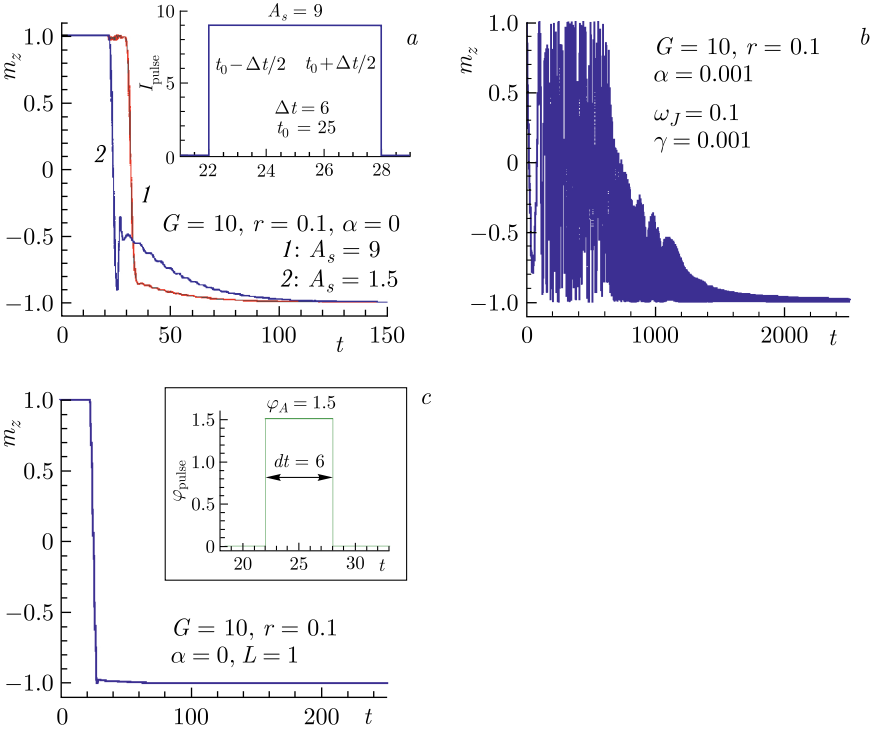 a
1.0
0.5
0
−0.5
−1.0
m_z
0
50
100
150
t
2
1
10
5
0
I_pulse
A_s = 9
t_0 − Δt/2 t_0 + Δt/2
Δt = 6
t_0 = 25
22
24
26
28
G = 10, r = 0.1, α = 0
1: A_s = 9
2: A_s = 1.5
b
1.0
0.5
0
−0.5
−1.0
m_z
G = 10, r = 0.1
α = 0.001
ω_J = 0.1
γ = 0.001
0
1000
2000
t
c
1.0
0.5
0
−0.5
−1.0
m_z
φ_A = 1.5
1.5
1.0
0.5
0
φ_pulse
dt = 6
20
25
30
t
G = 10, r = 0.1
α = 0, L = 1
0
100
200
t